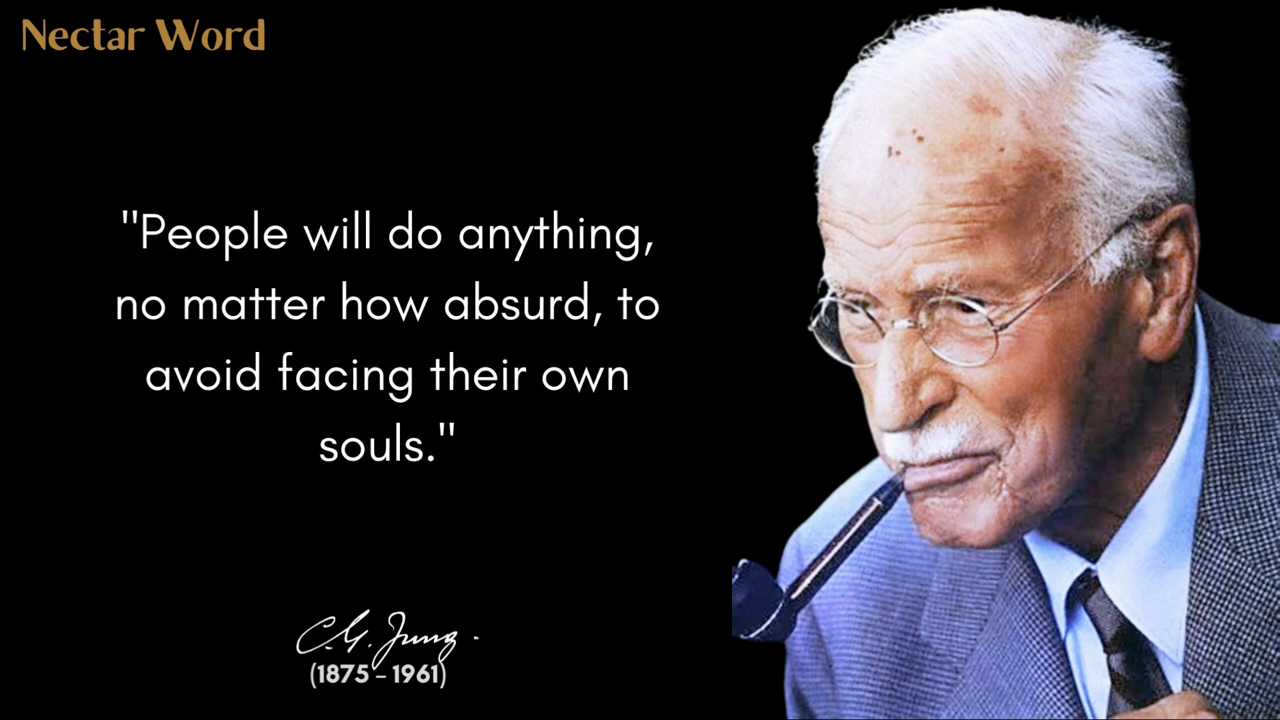 Nectar Word
"People will do anything,
no matter how absurd, to
avoid facing their own
souls."
C. G. Jung.
(1875 – 1961)